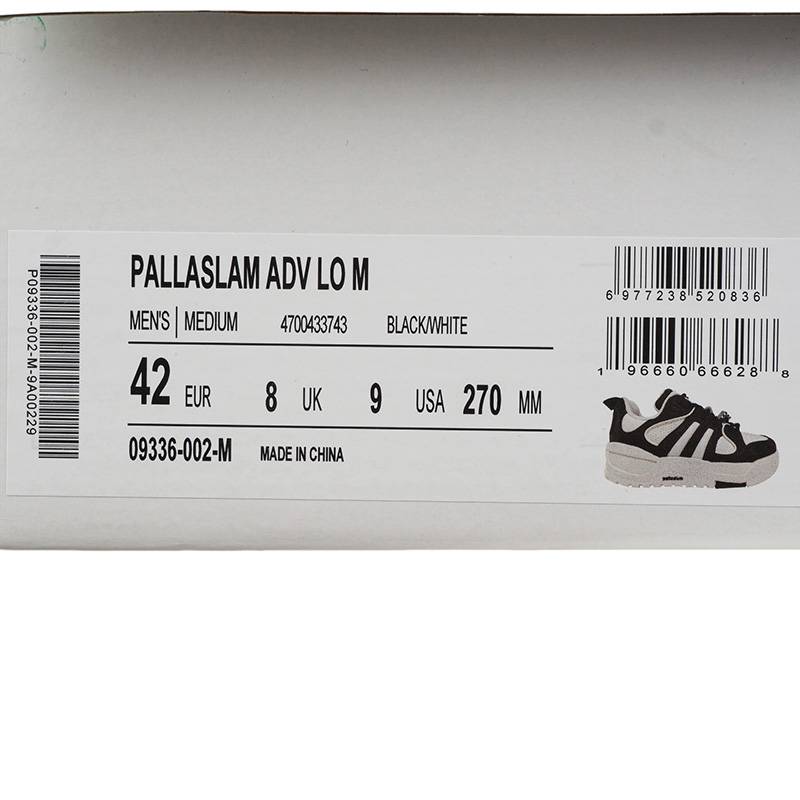 P09336-002-M-9A00229
PALLASLAM ADV LO M
MEN'S | MEDIUM 4700433743 BLACK/WHITE
42 EUR 8 UK 9 USA 270 MM
09336-002-M MADE IN CHINA
6 977238 520836
1 96660 66628 8
palladium